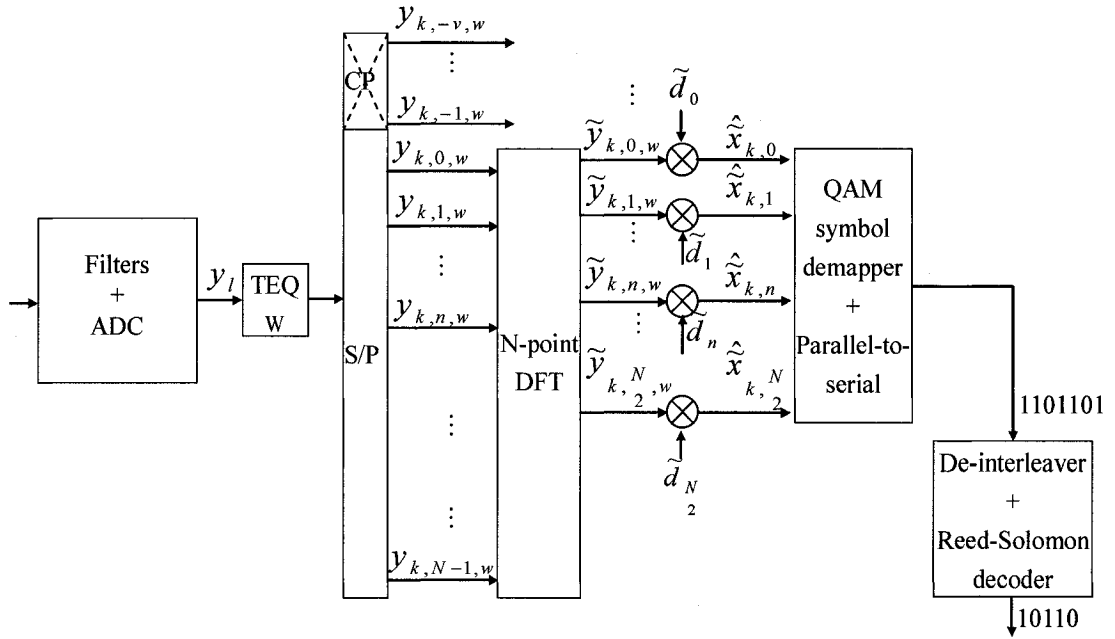 Filters
+
ADC
y_l
TEQ
W
CP
S/P
y_{k,-v,w}
⋮
y_{k,-1,w}
y_{k,0,w}
y_{k,1,w}
⋮
y_{k,n,w}
⋮
⋮
y_{k,N-1,w}
N-point
DFT
⋮
ỹ_{k,0,w}
ỹ_{k,1,w}
⋮
ỹ_{k,n,w}
⋮
ỹ_{k,N/2,w}
⋮
d̃_0
d̃_1
d̃_n
d̃_{N/2}
x̃̂_{k,0}
x̃̂_{k,1}
x̃̂_{k,n}
x̃̂_{k,N/2}
QAM
symbol
demapper
+
Parallel-to-
serial
1101101
De-interleaver
+
Reed-Solomon
decoder
10110